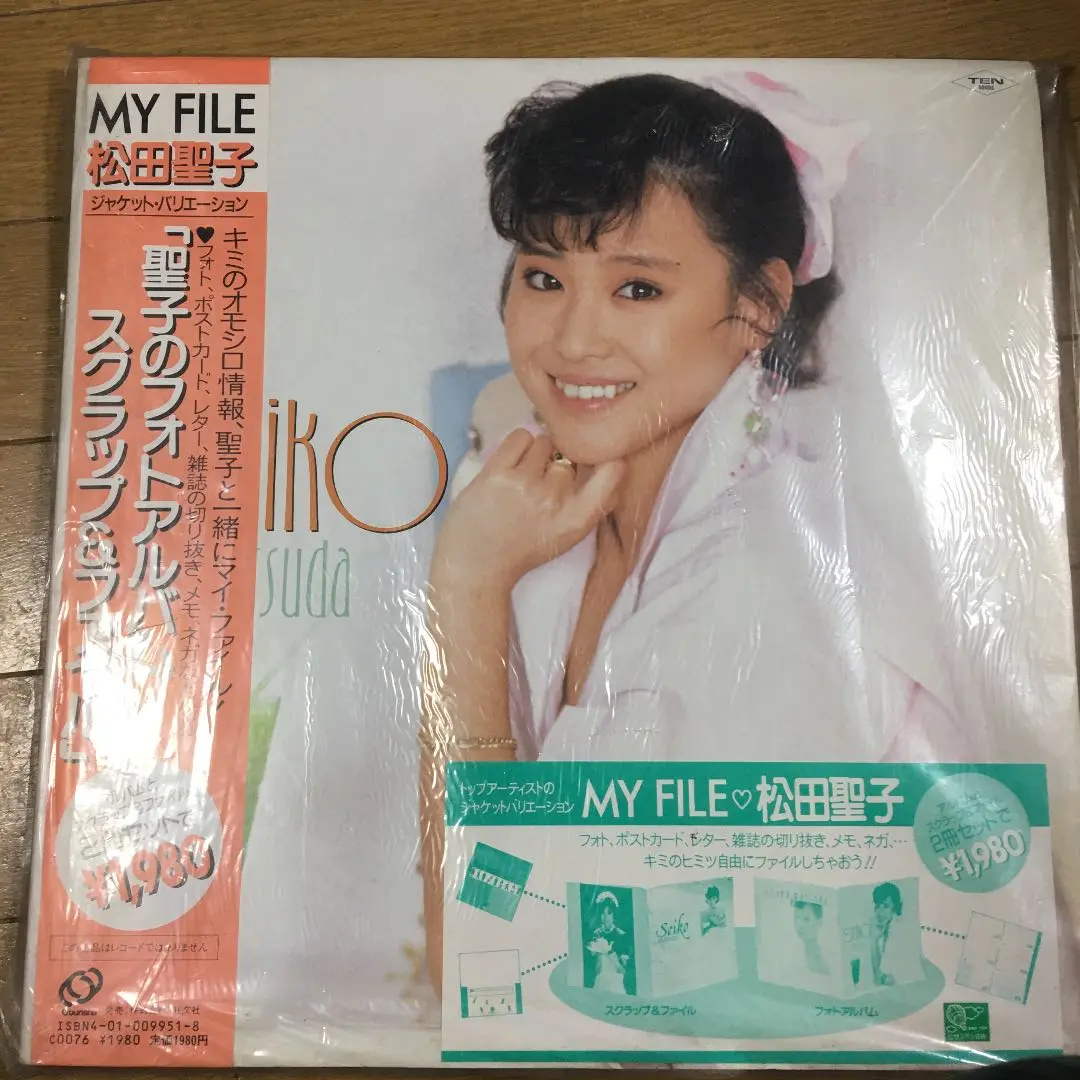 TEN
MY FILE
松田聖子
ジャケット・バリエーション
キミのオモシロ情報、聖子と一緒にマイ・ファイル
♥フォト、ポストカード、レター、雑誌の切り抜き、メモ、ネガ
「聖子のフォトアルバ
スクラップ&フ
iko
suda
2冊セットで
¥1,980
この商品はレコードではありません
Obunsha
ISBN4-01-009951-8
C0076 ¥1980 定価1980円
トップアーティストの
ジャケットバリエーション
MY FILE♡松田聖子
フォト、ポストカード、レター、雑誌の切り抜き、メモ、ネガ、…
キミのヒミツ自由にファイルしちゃおう!!
2冊セットで
¥1,980
Seiko
スクラップ&ファイル
フォトアルバム